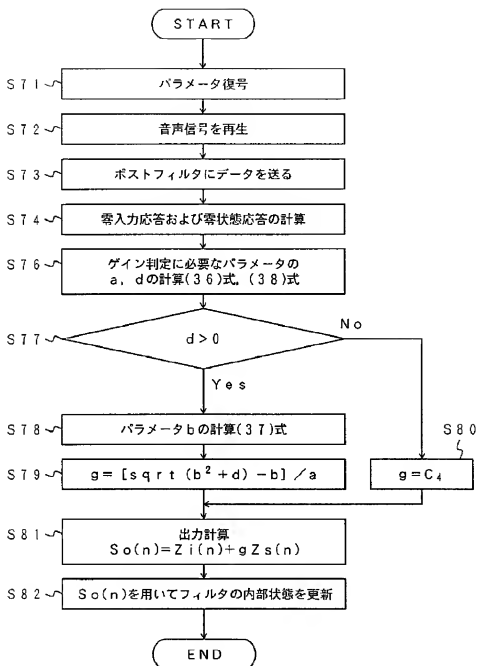 START
S71 パラメータ復号
S72 音声信号を再生
S73 ポストフィルタにデータを送る
S74 零入力応答および零状態応答の計算
S76 ゲイン判定に必要なパラメータの
a, dの計算(36)式, (38)式
S77 d>0
No
Yes
S78 パラメータbの計算(37)式
S80
S79 g=[sqrt(b²+d)-b]/a
g=C₄
S81 出力計算
So(n)=Zi(n)+gZs(n)
S82 So(n)を用いてフィルタの内部状態を更新
END